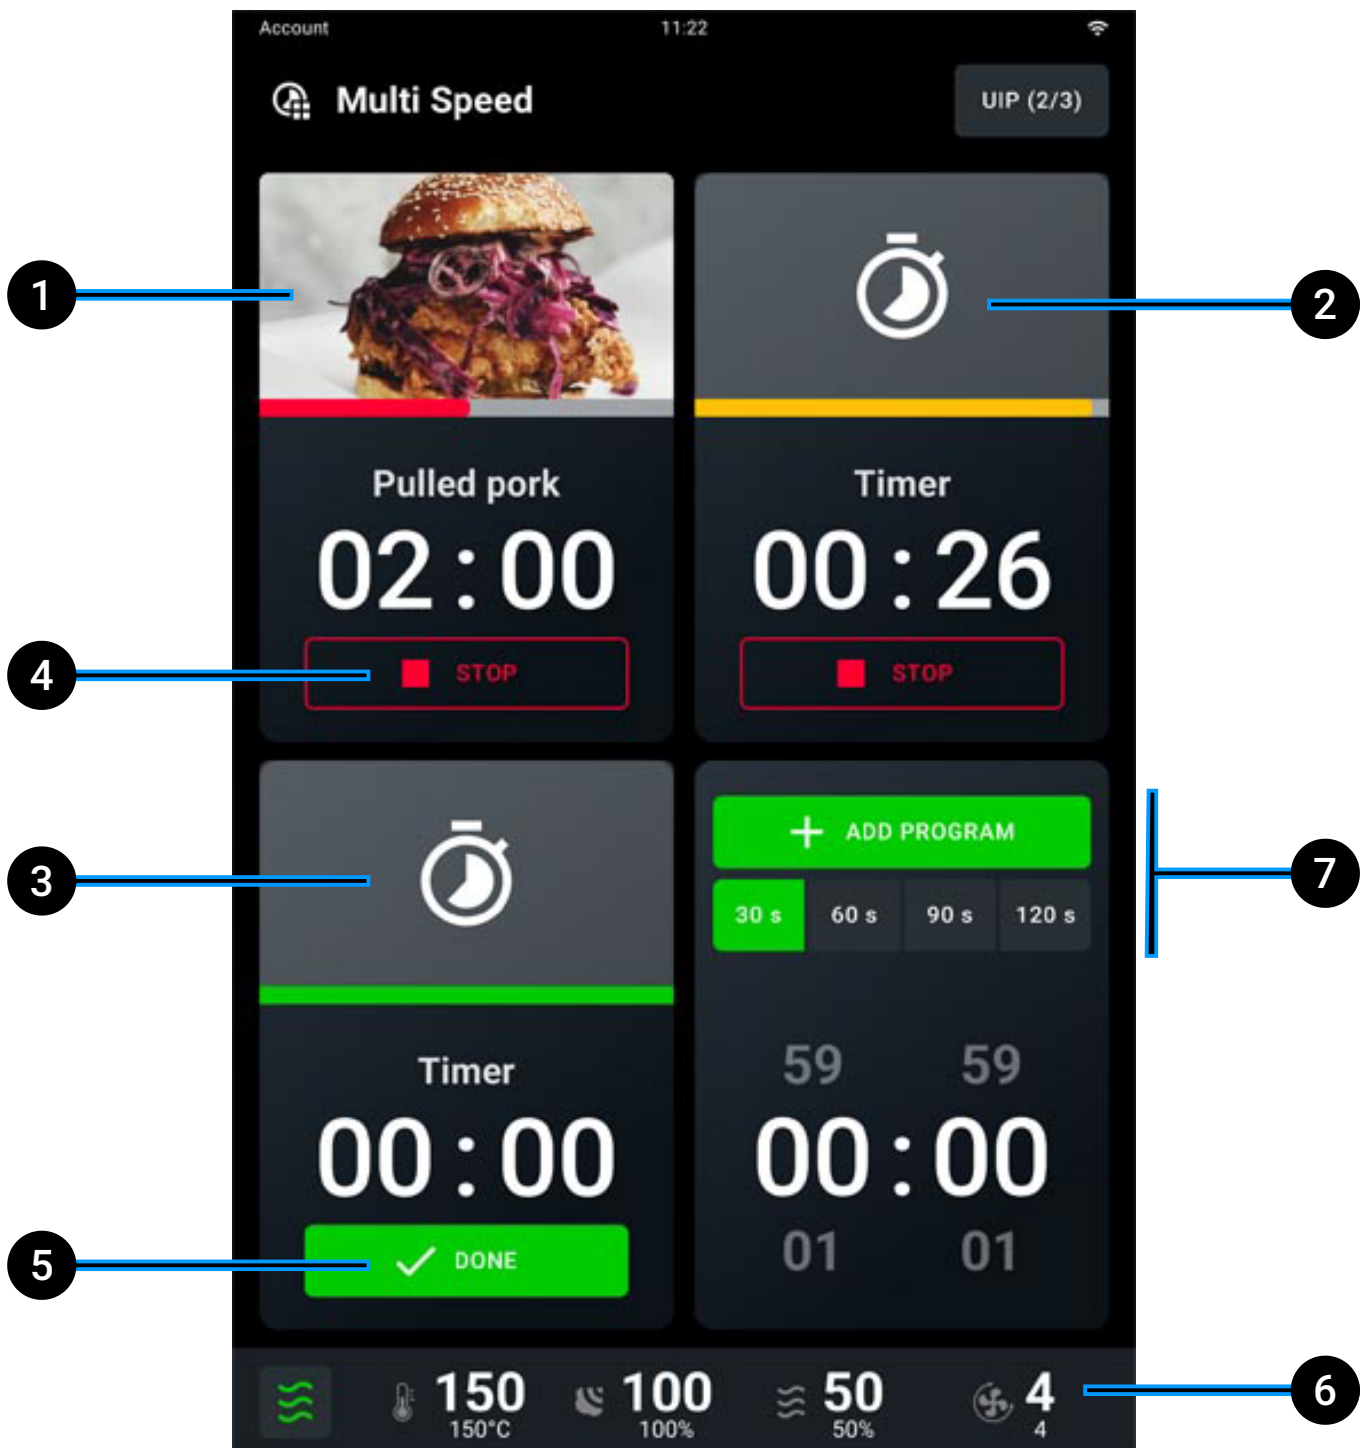 Account 11:22
Multi Speed UIP (2/3)
1
2
Pulled pork
02:00
STOP
Timer
00:26
STOP
4
3
Timer
00:00
DONE
5
ADD PROGRAM
30 s 60 s 90 s 120 s
7
59 59
00:00
01 01
150 100 50 4
150°C 100% 50% 4
6